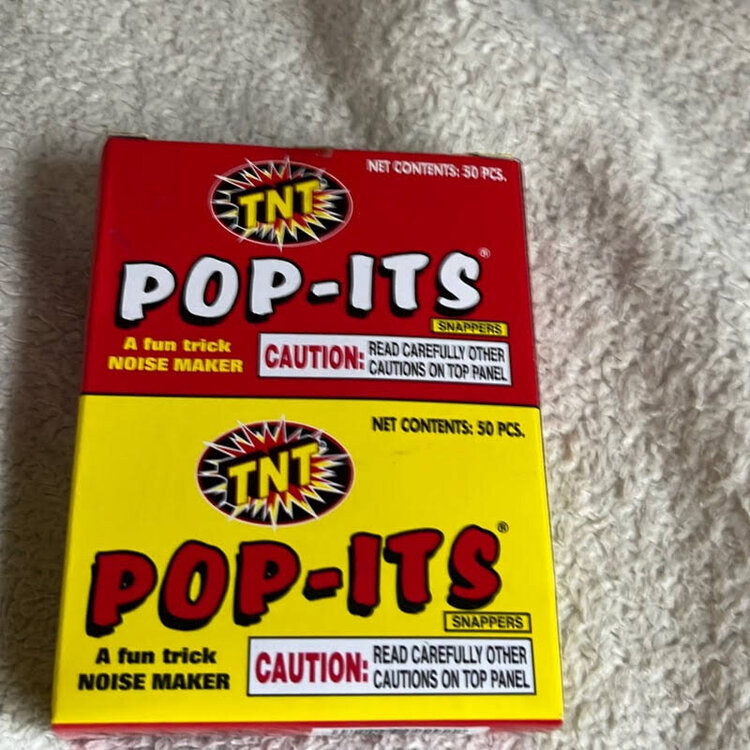 NET CONTENTS: 50 PCS.
TNT
POP-ITS®
SNAPPERS
A fun trick
NOISE MAKER
CAUTION: READ CAREFULLY OTHER
CAUTIONS ON TOP PANEL
NET CONTENTS: 50 PCS.
TNT
POP-ITS®
SNAPPERS
A fun trick
NOISE MAKER
CAUTION: READ CAREFULLY OTHER
CAUTIONS ON TOP PANEL